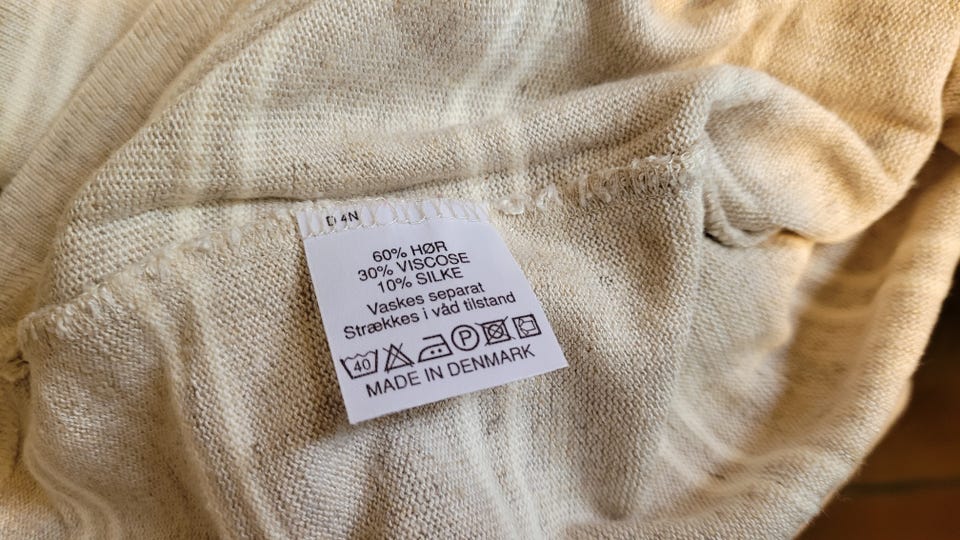 60% HØR
30% VISCOSE
10% SILKE
Vaskes separat
Strækkes i våd tilstand
40 P
MADE IN DENMARK